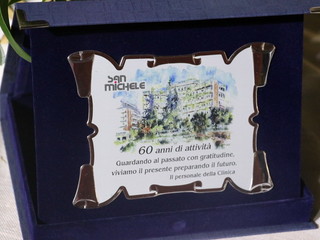 SAN
MICHELE
60 anni di attività
Guardando al passato con gratitudine,
viviamo il presente preparando il futuro.
Il personale della Clinica